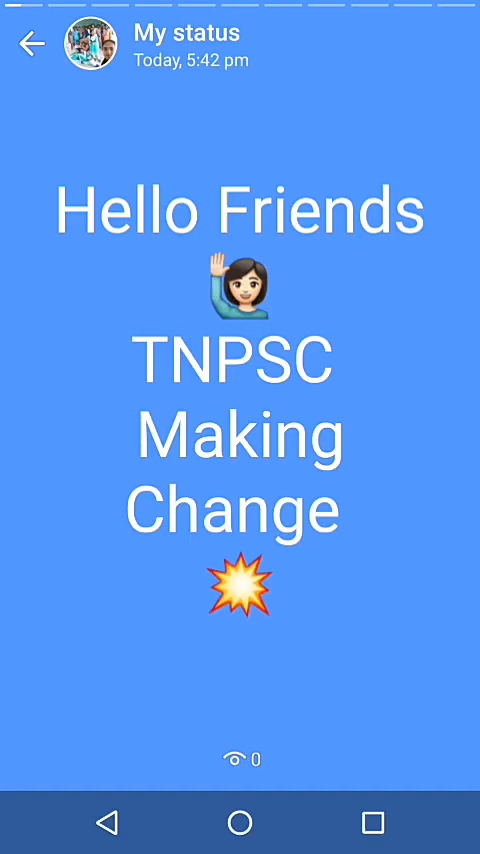 My status
Today, 5:42 pm
Hello Friends
🙋🏻
TNPSC
Making
Change
💥
0